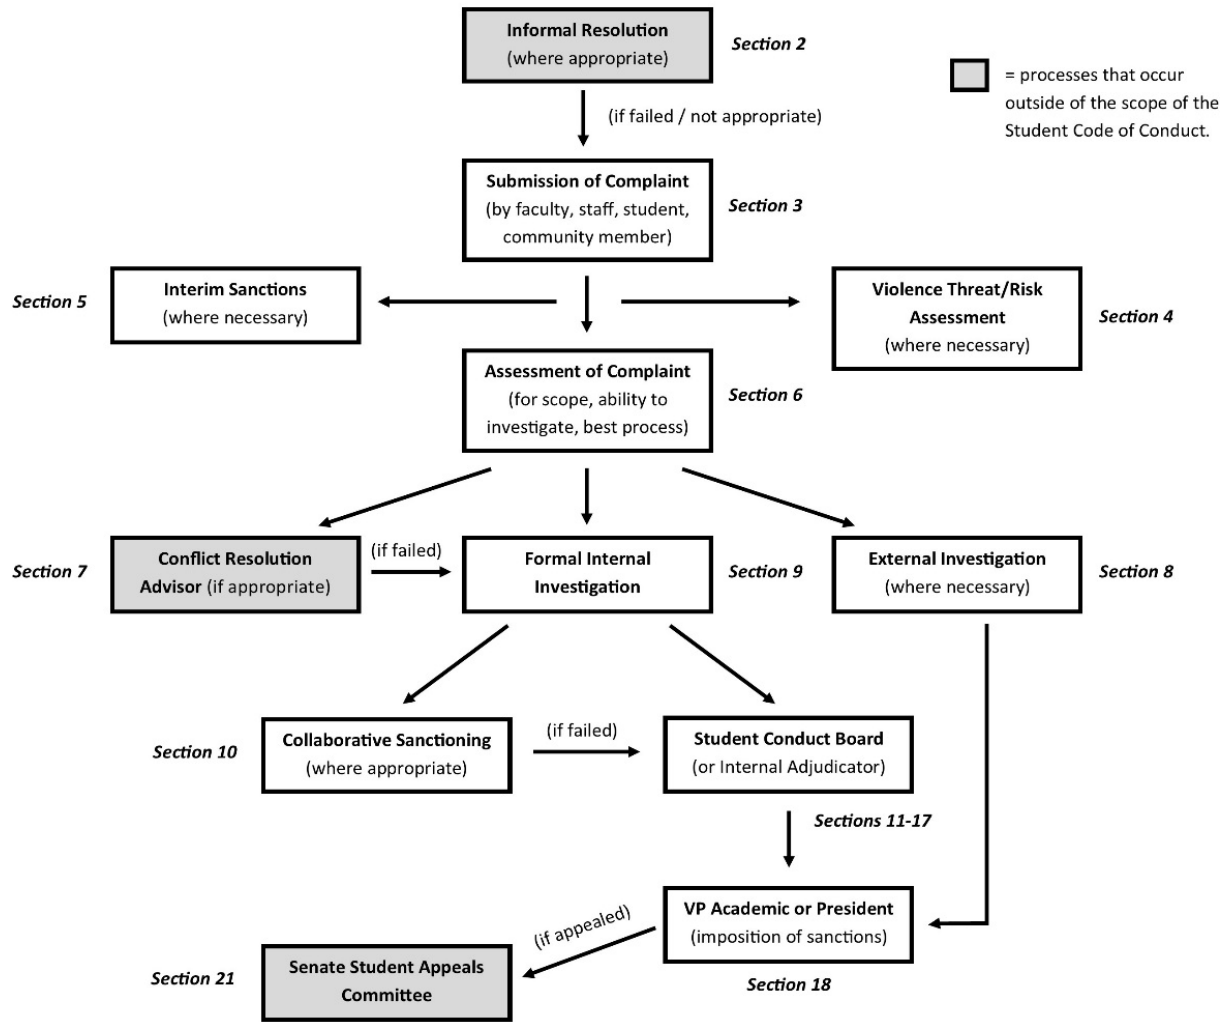 Informal Resolution
(where appropriate)
Section 2
= processes that occur
outside of the scope of the
Student Code of Conduct.
(if failed / not appropriate)
Submission of Complaint
(by faculty, staff, student,
community member)
Section 3
Section 5
Interim Sanctions
(where necessary)
Violence Threat/Risk
Assessment
(where necessary)
Section 4
Assessment of Complaint
(for scope, ability to
investigate, best process)
Section 6
Section 7
Conflict Resolution
Advisor (if appropriate)
(if failed)
Formal Internal
Investigation
Section 9
External Investigation
(where necessary)
Section 8
Section 10
Collaborative Sanctioning
(where appropriate)
(if failed)
Student Conduct Board
(or Internal Adjudicator)
Sections 11-17
VP Academic or President
(imposition of sanctions)
Section 18
(if appealed)
Section 21
Senate Student Appeals
Committee